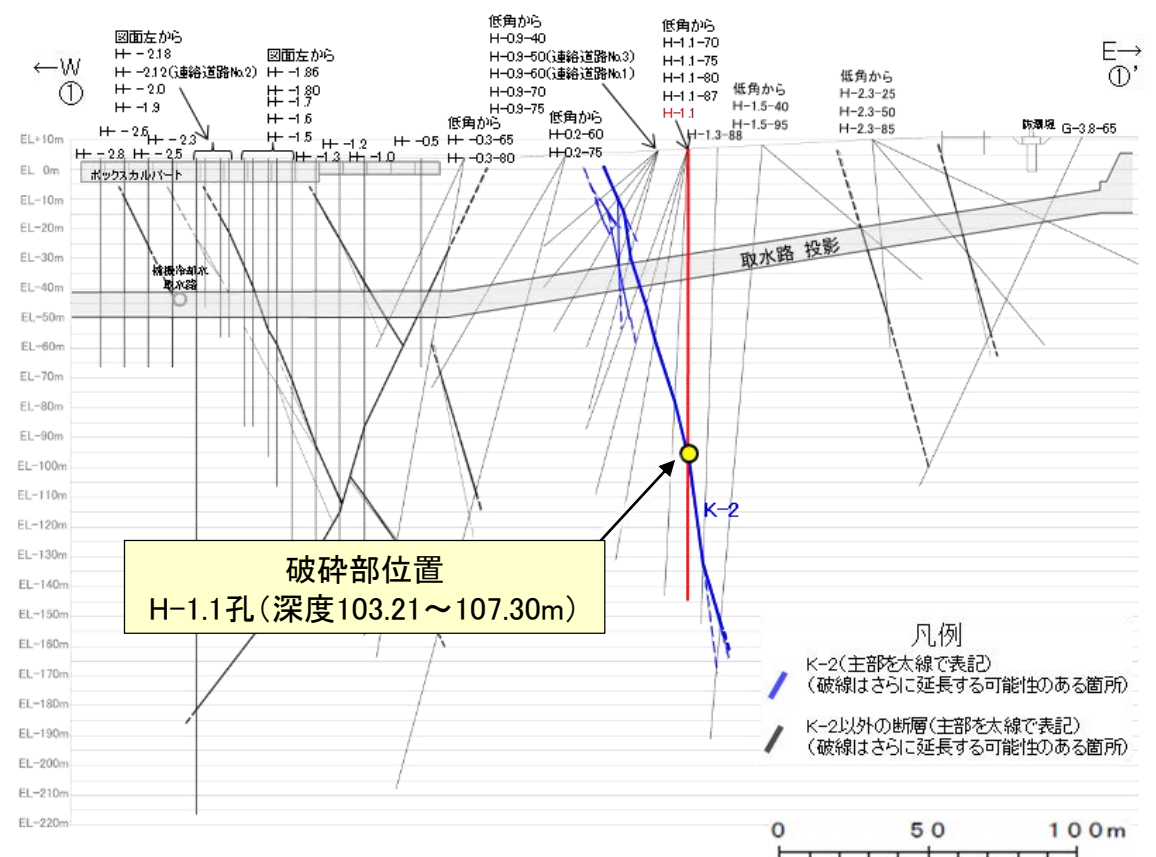 ←W
①
図面左から
H- -2.18
H- -2.12(連絡道路No.2)
H- -2.0
H- -1.9
図面左から
H- -1.86
H- -1.80
H- -1.7
H- -1.6
H- -1.5
低角から
H-0.9-40
H-0.9-50(連絡道路No.3)
H-0.9-60(連絡道路No.1)
H-0.9-70
H-0.9-75
低角から
H-1.1-70
H-1.1-75
H-1.1-80
H-1.1-87
H-1.1
低角から
H-1.5-40
H-1.5-95
低角から
H-2.3-25
H-2.3-50
H-2.3-85
E→
①'
防潮堤
G-3.8-65
低角から
H- -0.3-65
H- -0.3-80
低角から
H-0.2-60
H-0.2-75
H-1.3-88
H- -2.6
H- -2.3
H- -2.8
H- -2.5
H- -1.2
H- -0.5
H- -1.3
H- -1.0
ボックスカルバート
補機冷却水
取水路
取水路 投影
EL+10m
EL 0m
EL-10m
EL-20m
EL-30m
EL-40m
EL-50m
EL-60m
EL-70m
EL-80m
EL-90m
EL-100m
EL-110m
EL-120m
EL-130m
EL-140m
EL-150m
EL-160m
EL-170m
EL-180m
EL-190m
EL-200m
EL-210m
EL-220m
K-2
破砕部位置
H-1.1孔(深度103.21～107.30m)
凡例
K-2(主部を太線で表記)
(破線はさらに延長する可能性のある箇所)
K-2以外の断層(主部を太線で表記)
(破線はさらに延長する可能性のある箇所)
0 50 100m